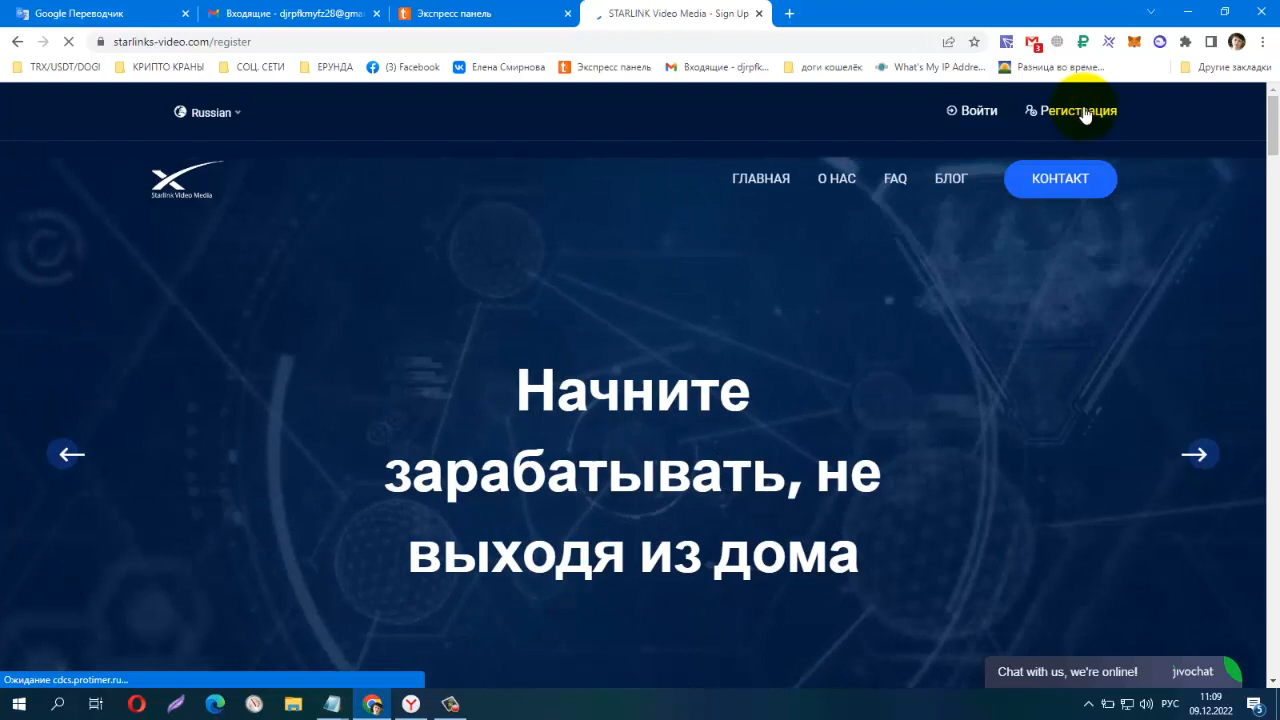 Google Переводчик
Входящие - djrpfkmyfz28@gmai
Экспресс панель
STARLINK Video Media - Sign Up
starlinks-video.com/register
3
TRX/USDT/DOGI
КРИПТО КРАНЫ
СОЦ. СЕТИ
ЕРУНДА
(3) Facebook
Елена Смирнова
Экспресс панель
Входящие - djrpfk...
доги кошелёк
What's My IP Addre...
Разница во време...
Другие закладки
Russian
Войти
Регистрация
Starlink Video Media
ГЛАВНАЯ
О НАС
FAQ
БЛОГ
КОНТАКТ
Начните
зарабатывать, не
выходя из дома
Chat with us, we're online!
jivochat
Ожидание cdcs.protimer.ru...
РУС
11:09
09.12.2022
5